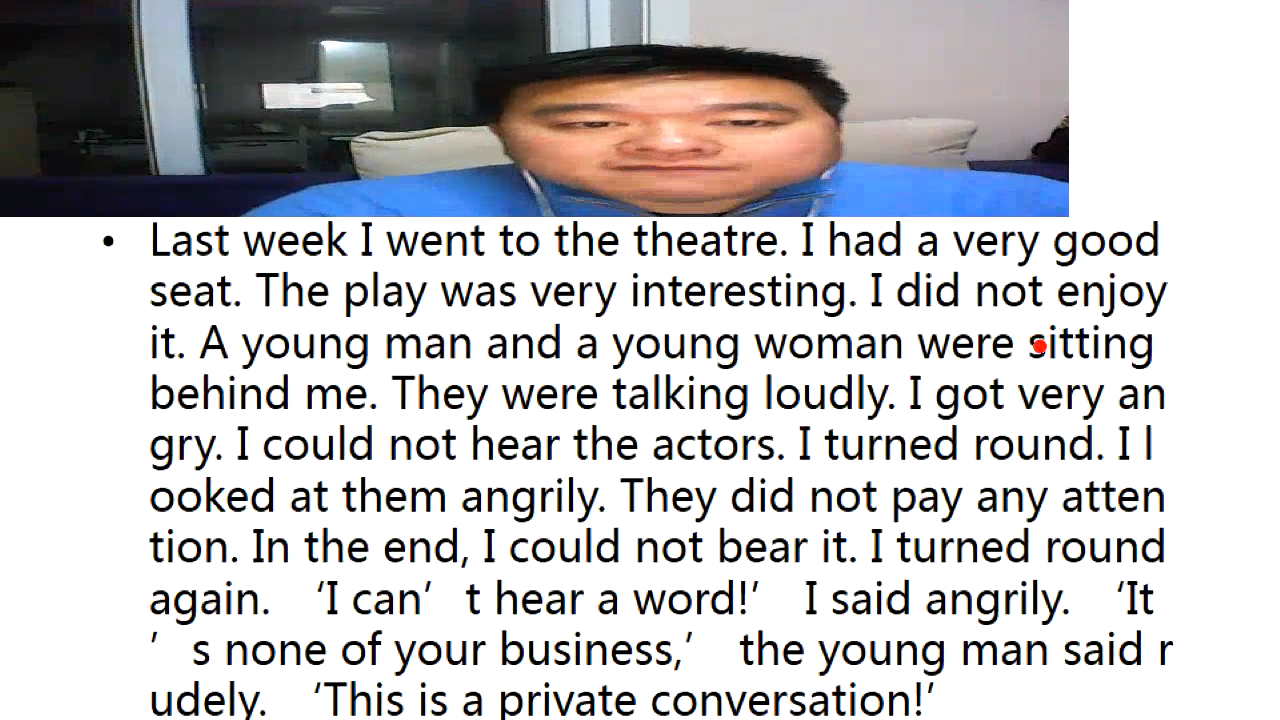 • Last week I went to the theatre. I had a very good
seat. The play was very interesting. I did not enjoy
it. A young man and a young woman were sitting
behind me. They were talking loudly. I got very an
gry. I could not hear the actors. I turned round. I l
ooked at them angrily. They did not pay any atten
tion. In the end, I could not bear it. I turned round
again. ‘I can’ t hear a word!’ I said angrily. ‘It
’ s none of your business,’ the young man said r
udely. ‘This is a private conversation!’